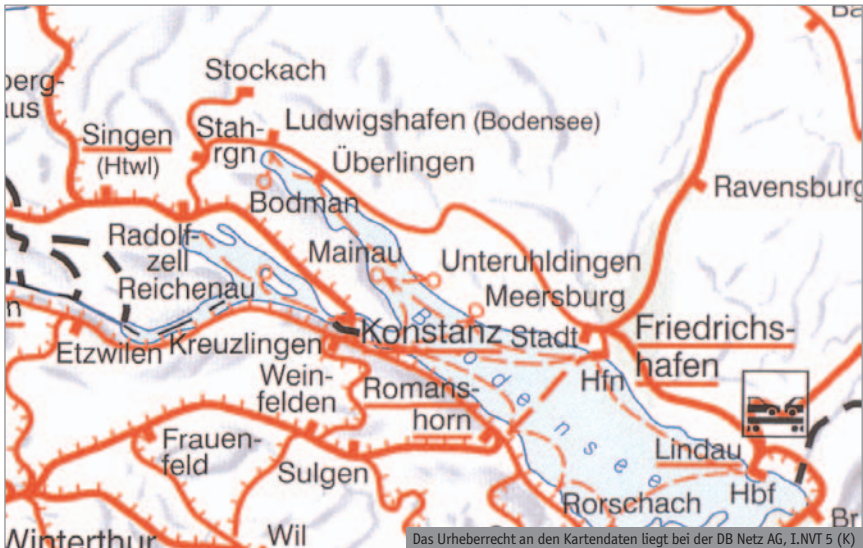 Stockach
Stah-
rgn
Ludwigshafen (Bodensee)
Singen
(Htwl)
Überlingen
Ravensburg
Bodman
Radolf-
zell
Mainau
Unteruhldingen
Reichenau
Meersburg
Konstanz
Stadt
Friedrichs-
hafen
Etzwilen
Kreuzlingen
Hfn
Wein-
felden
Romans-
horn
Bodensee
Frauen-
feld
Sulgen
Lindau
Hbf
Rorschach
Winterthur
Wil
Das Urheberrecht an den Kartendaten liegt bei der DB Netz AG, I.NVT 5 (K)